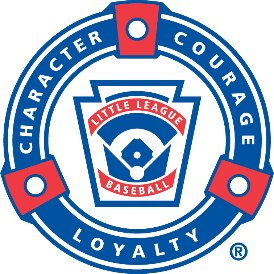 CHARACTER
COURAGE
LOYALTY
LITTLE LEAGUE
BASEBALL
®